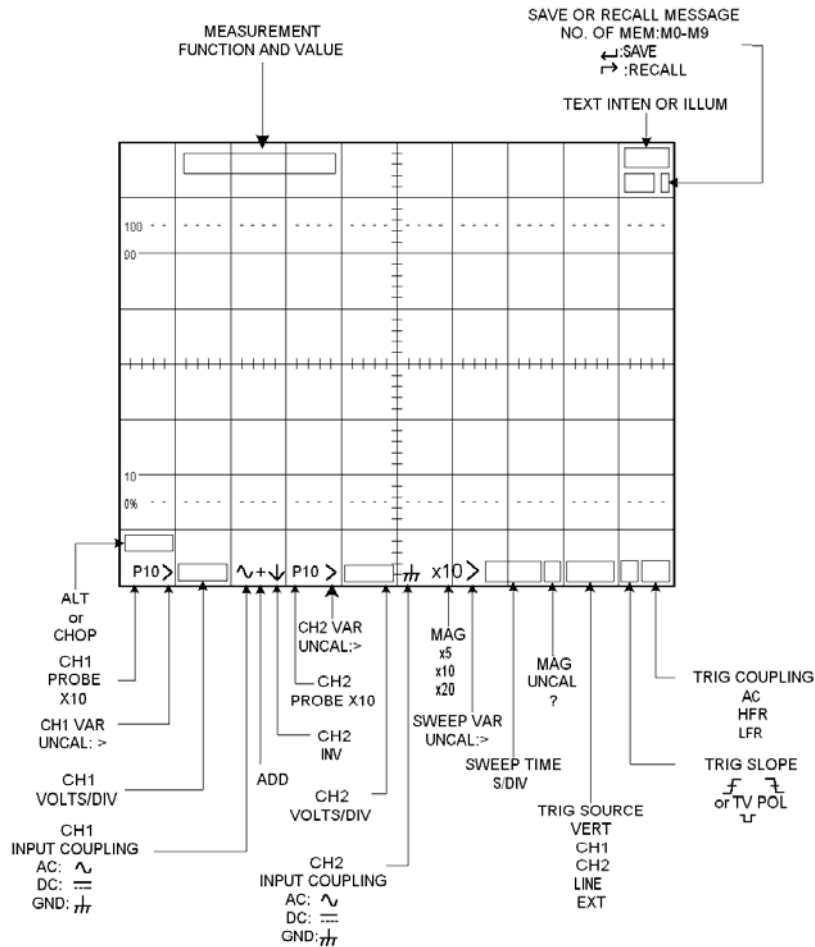 MEASUREMENT
FUNCTION AND VALUE
SAVE OR RECALL MESSAGE
NO. OF MEM:M0-M9
:SAVE
:RECALL
TEXT INTEN OR ILLUM
100
90
10
0%
P10 > + P10 > x10 >
ALT
or
CHOP
CH1
PROBE
X10
CH1 VAR
UNCAL: >
CH1
VOLTS/DIV
CH1
INPUT COUPLING
AC:
DC:
GND:
ADD
CH2 VAR
UNCAL:>
CH2
PROBE X10
CH2
INV
CH2
VOLTS/DIV
CH2
INPUT COUPLING
AC:
DC:
GND:
MAG
x5
x10
x20
SWEEP VAR
UNCAL:>
SWEEP TIME
S/DIV
MAG
UNCAL
?
TRIG SOURCE
VERT
CH1
CH2
LINE
EXT
TRIG COUPLING
AC
HFR
LFR
TRIG SLOPE
or TV POL